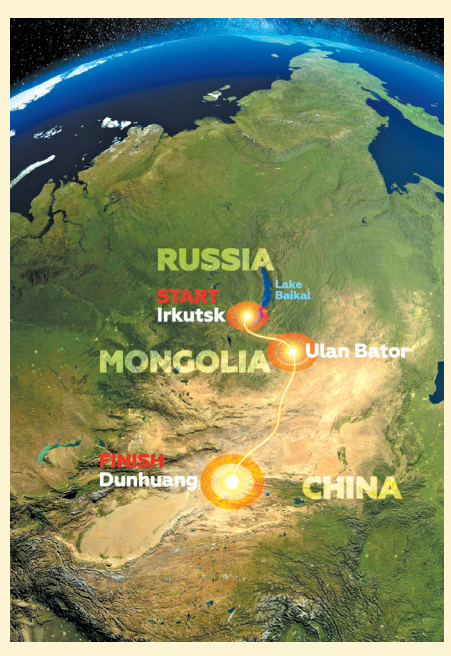 RUSSIA
Lake
Baikal
START
Irkutsk
Ulan Bator
MONGOLIA
FINISH
Dunhuang
CHINA